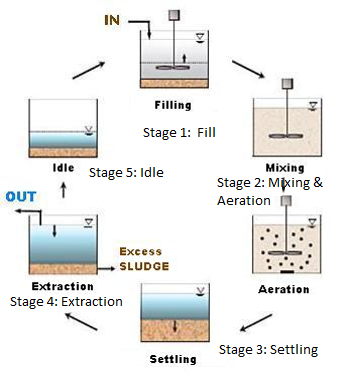 IN
Filling
Stage 1: Fill
Mixing
Stage 2: Mixing &
Aeration
Aeration
Stage 3: Settling
Settling
Excess
SLUDGE
OUT
Extraction
Stage 4: Extraction
Idle
Stage 5: Idle